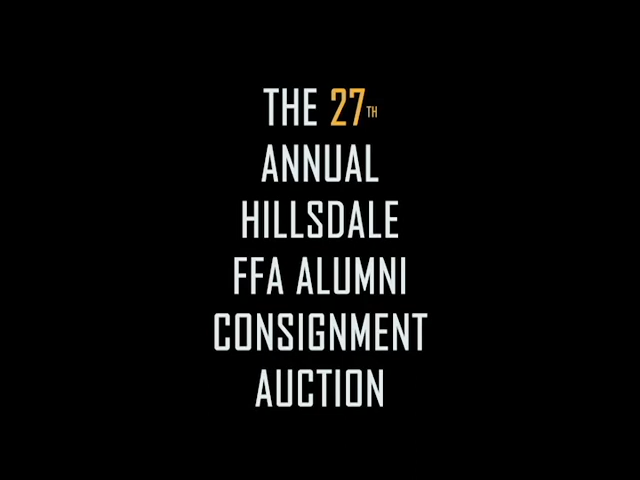 THE 27TH
ANNUAL
HILLSDALE
FFA ALUMNI
CONSIGNMENT
AUCTION